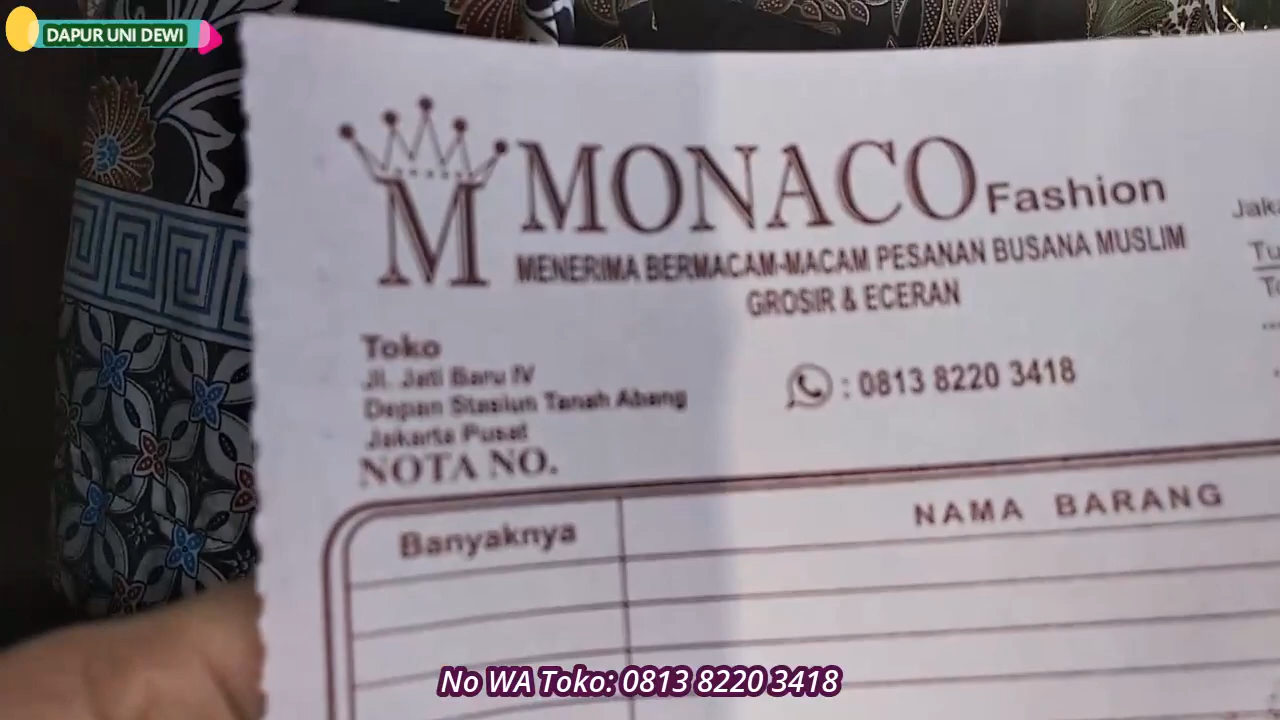 DAPUR UNI DEWI
M MONACO Fashion
MENERIMA BERMACAM-MACAM PESANAN BUSANA MUSLIM
GROSIR & ECERAN
Toko
Jl. Jati Baru IV
Depan Stasiun Tanah Abang
Jakarta Pusat
: 0813 8220 3418
NOTA NO.
Banyaknya
NAMA BARANG
No WA Toko: 0813 8220 3418